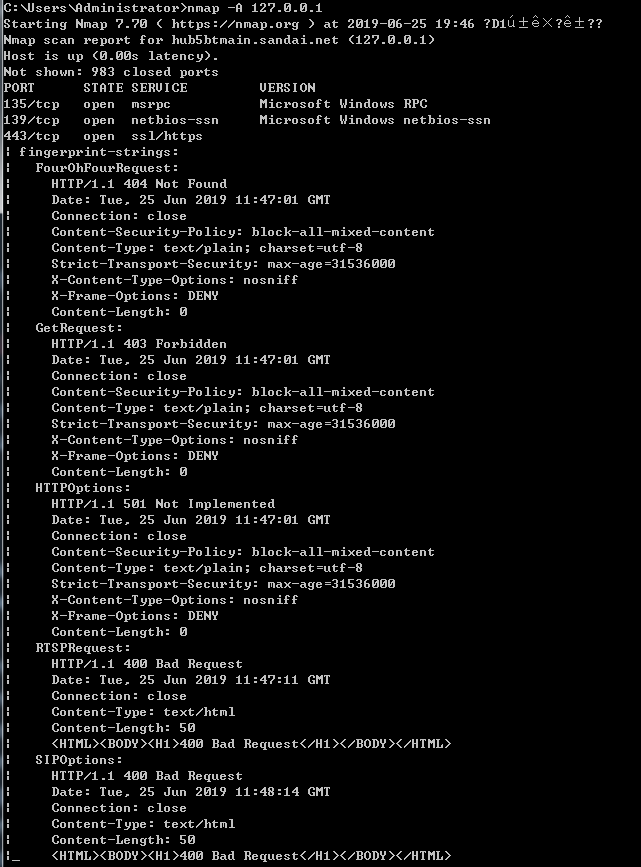 C:\Users\Administrator>nmap -A 127.0.0.1
Starting Nmap 7.70 ( https://nmap.org ) at 2019-06-25 19:46 ?D1ú±ê×?ê±??
Nmap scan report for hub5btmain.sandai.net (127.0.0.1)
Host is up (0.00s latency).
Not shown: 983 closed ports
PORT      STATE SERVICE         VERSION
135/tcp   open  msrpc           Microsoft Windows RPC
139/tcp   open  netbios-ssn     Microsoft Windows netbios-ssn
443/tcp   open  ssl/https
| fingerprint-strings:
|   FourOhFourRequest:
|     HTTP/1.1 404 Not Found
|     Date: Tue, 25 Jun 2019 11:47:01 GMT
|     Connection: close
|     Content-Security-Policy: block-all-mixed-content
|     Content-Type: text/plain; charset=utf-8
|     Strict-Transport-Security: max-age=31536000
|     X-Content-Type-Options: nosniff
|     X-Frame-Options: DENY
|     Content-Length: 0
|   GetRequest:
|     HTTP/1.1 403 Forbidden
|     Date: Tue, 25 Jun 2019 11:47:01 GMT
|     Connection: close
|     Content-Security-Policy: block-all-mixed-content
|     Content-Type: text/plain; charset=utf-8
|     Strict-Transport-Security: max-age=31536000
|     X-Content-Type-Options: nosniff
|     X-Frame-Options: DENY
|     Content-Length: 0
|   HTTPOptions:
|     HTTP/1.1 501 Not Implemented
|     Date: Tue, 25 Jun 2019 11:47:01 GMT
|     Connection: close
|     Content-Security-Policy: block-all-mixed-content
|     Content-Type: text/plain; charset=utf-8
|     Strict-Transport-Security: max-age=31536000
|     X-Content-Type-Options: nosniff
|     X-Frame-Options: DENY
|     Content-Length: 0
|   RTSPRequest:
|     HTTP/1.1 400 Bad Request
|     Date: Tue, 25 Jun 2019 11:47:11 GMT
|     Connection: close
|     Content-Type: text/html
|     Content-Length: 50
|     <HTML><BODY><H1>400 Bad Request</H1></BODY></HTML>
|   SIPOptions:
|     HTTP/1.1 400 Bad Request
|     Date: Tue, 25 Jun 2019 11:48:14 GMT
|     Connection: close
|     Content-Type: text/html
|     Content-Length: 50
|_    <HTML><BODY><H1>400 Bad Request</H1></BODY></HTML>